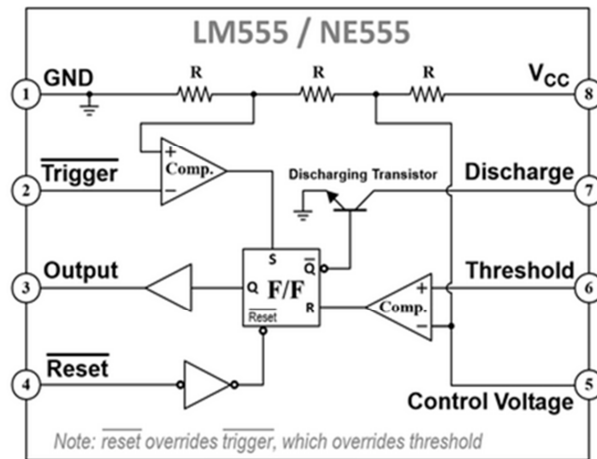 LM555 / NE555
1 GND R R R VCC 8
2 Trigger + Comp. − Discharging Transistor Discharge 7
3 Output Q S F/F Q R Reset Comp. + − Threshold 6
4 Reset Control Voltage 5
Note: reset overrides trigger, which overrides threshold